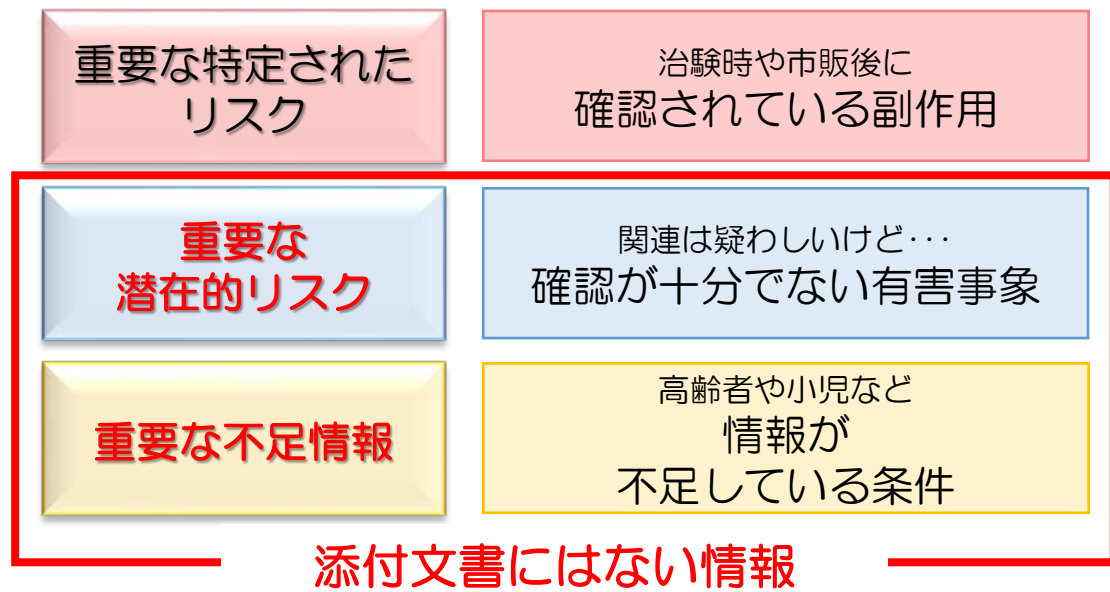 重要な特定された
リスク
治験時や市販後に
確認されている副作用
重要な
潜在的リスク
関連は疑わしいけど･･･
確認が十分でない有害事象
重要な不足情報
高齢者や小児など
情報が
不足している条件
添付文書にはない情報